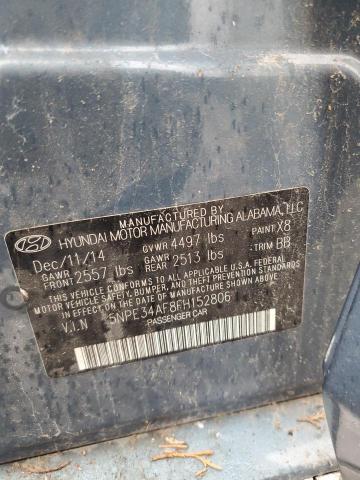 MANUFACTURED BY
HYUNDAI MOTOR MANUFACTURING ALABAMA, LLC
Dec/11/14 GVWR 4497 lbs PAINT: X8
GAWR FRONT 2557 lbs GAWR REAR 2513 lbs TRIM: BB
THIS VEHICLE CONFORMS TO ALL APPLICABLE U.S. FEDERAL
MOTOR VEHICLE SAFETY, BUMPER, AND THEFT PREVENTION
STANDARDS IN EFFECT ON THE DATE OF MANUFACTURE
SHOWN ABOVE.
V.I.N : 5NPE34AF8FH152806
PASSENGER CAR